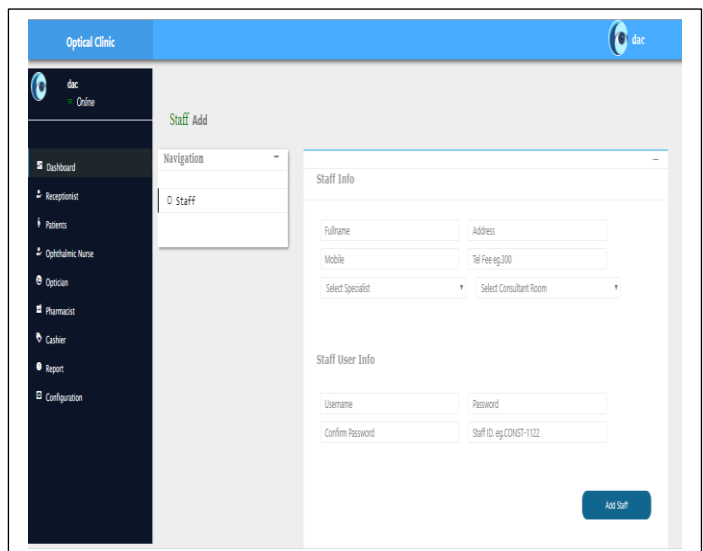 Optical Clinic
dac
dac
Online
Staff Add
Dashboard
Receptionist
Patients
Ophthalmic Nurse
Optician
Pharmacist
Cashier
Report
Configuration
Navigation
Staff
Staff Info
Fullname Address
Mobile Tel Fee eg.300
Select Specialist Select Consultant Room
Staff User Info
Username Password
Confirm Password Staff ID. eg.CONST-1122
Add Staff